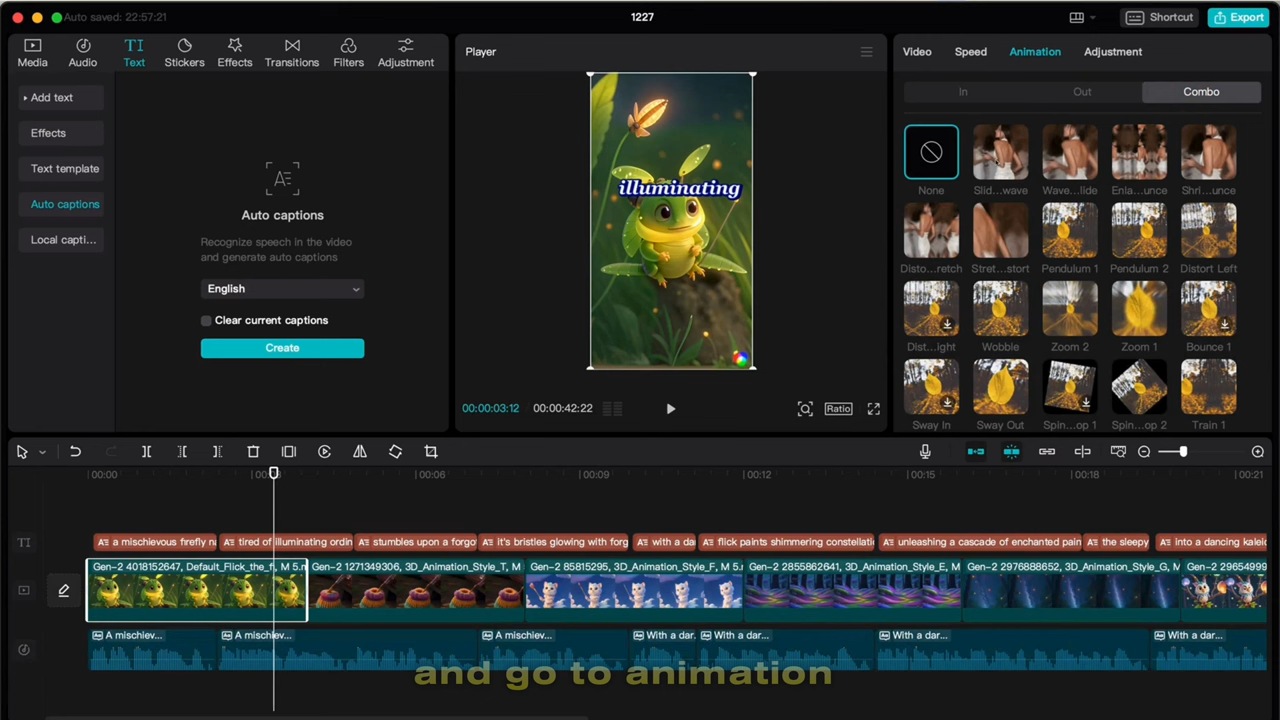 Auto saved: 22:57:21
1227
Shortcut
Export
Media
Audio
TI
Text
Stickers
Effects
Transitions
Filters
Adjustment
Add text
Effects
Text template
Auto captions
Local capti...
A
Auto captions
Recognize speech in the video
and generate auto captions
English
Clear current captions
Create
Player
illuminating
00:00:03:12
00:00:42:22
Ratio
Video
Speed
Animation
Adjustment
In
Out
Combo
None
Slid...wave
Wave...lide
Enla...unce
Shri...unce
Disto...retch
Stret...stort
Pendulum 1
Pendulum 2
Distort Left
Dist...ight
Wobble
Zoom 2
Zoom 1
Bounce 1
Sway In
Sway Out
Spin...op 1
Spin...op 2
Train 1
00:00
00:06
00:09
00:12
00:15
00:18
00:21
TI
a mischievous firefly na
tired of illuminating ordin
stumbles upon a forgo
it's bristles glowing with forg
with a da
flick paints shimmering constellatic
unleashing a cascade of enchanted pain
the sleepy
into a dancing kaleid
Gen-2 4018152647, Default_Flick_the_fi, M 5.m
Gen-2 1271349306, 3D_Animation_Style_T, M
Gen-2 85815295, 3D_Animation_Style_F, M 5.
Gen-2 2855862641, 3D_Animation_Style_E, M
Gen-2 2976888652, 3D_Animation_Style_G, M
Gen-2 29654999
A mischiev...
A mischiev...
A mischiev...
With a dar...
With a dar...
With a dar...
With a dar...
and go to animation